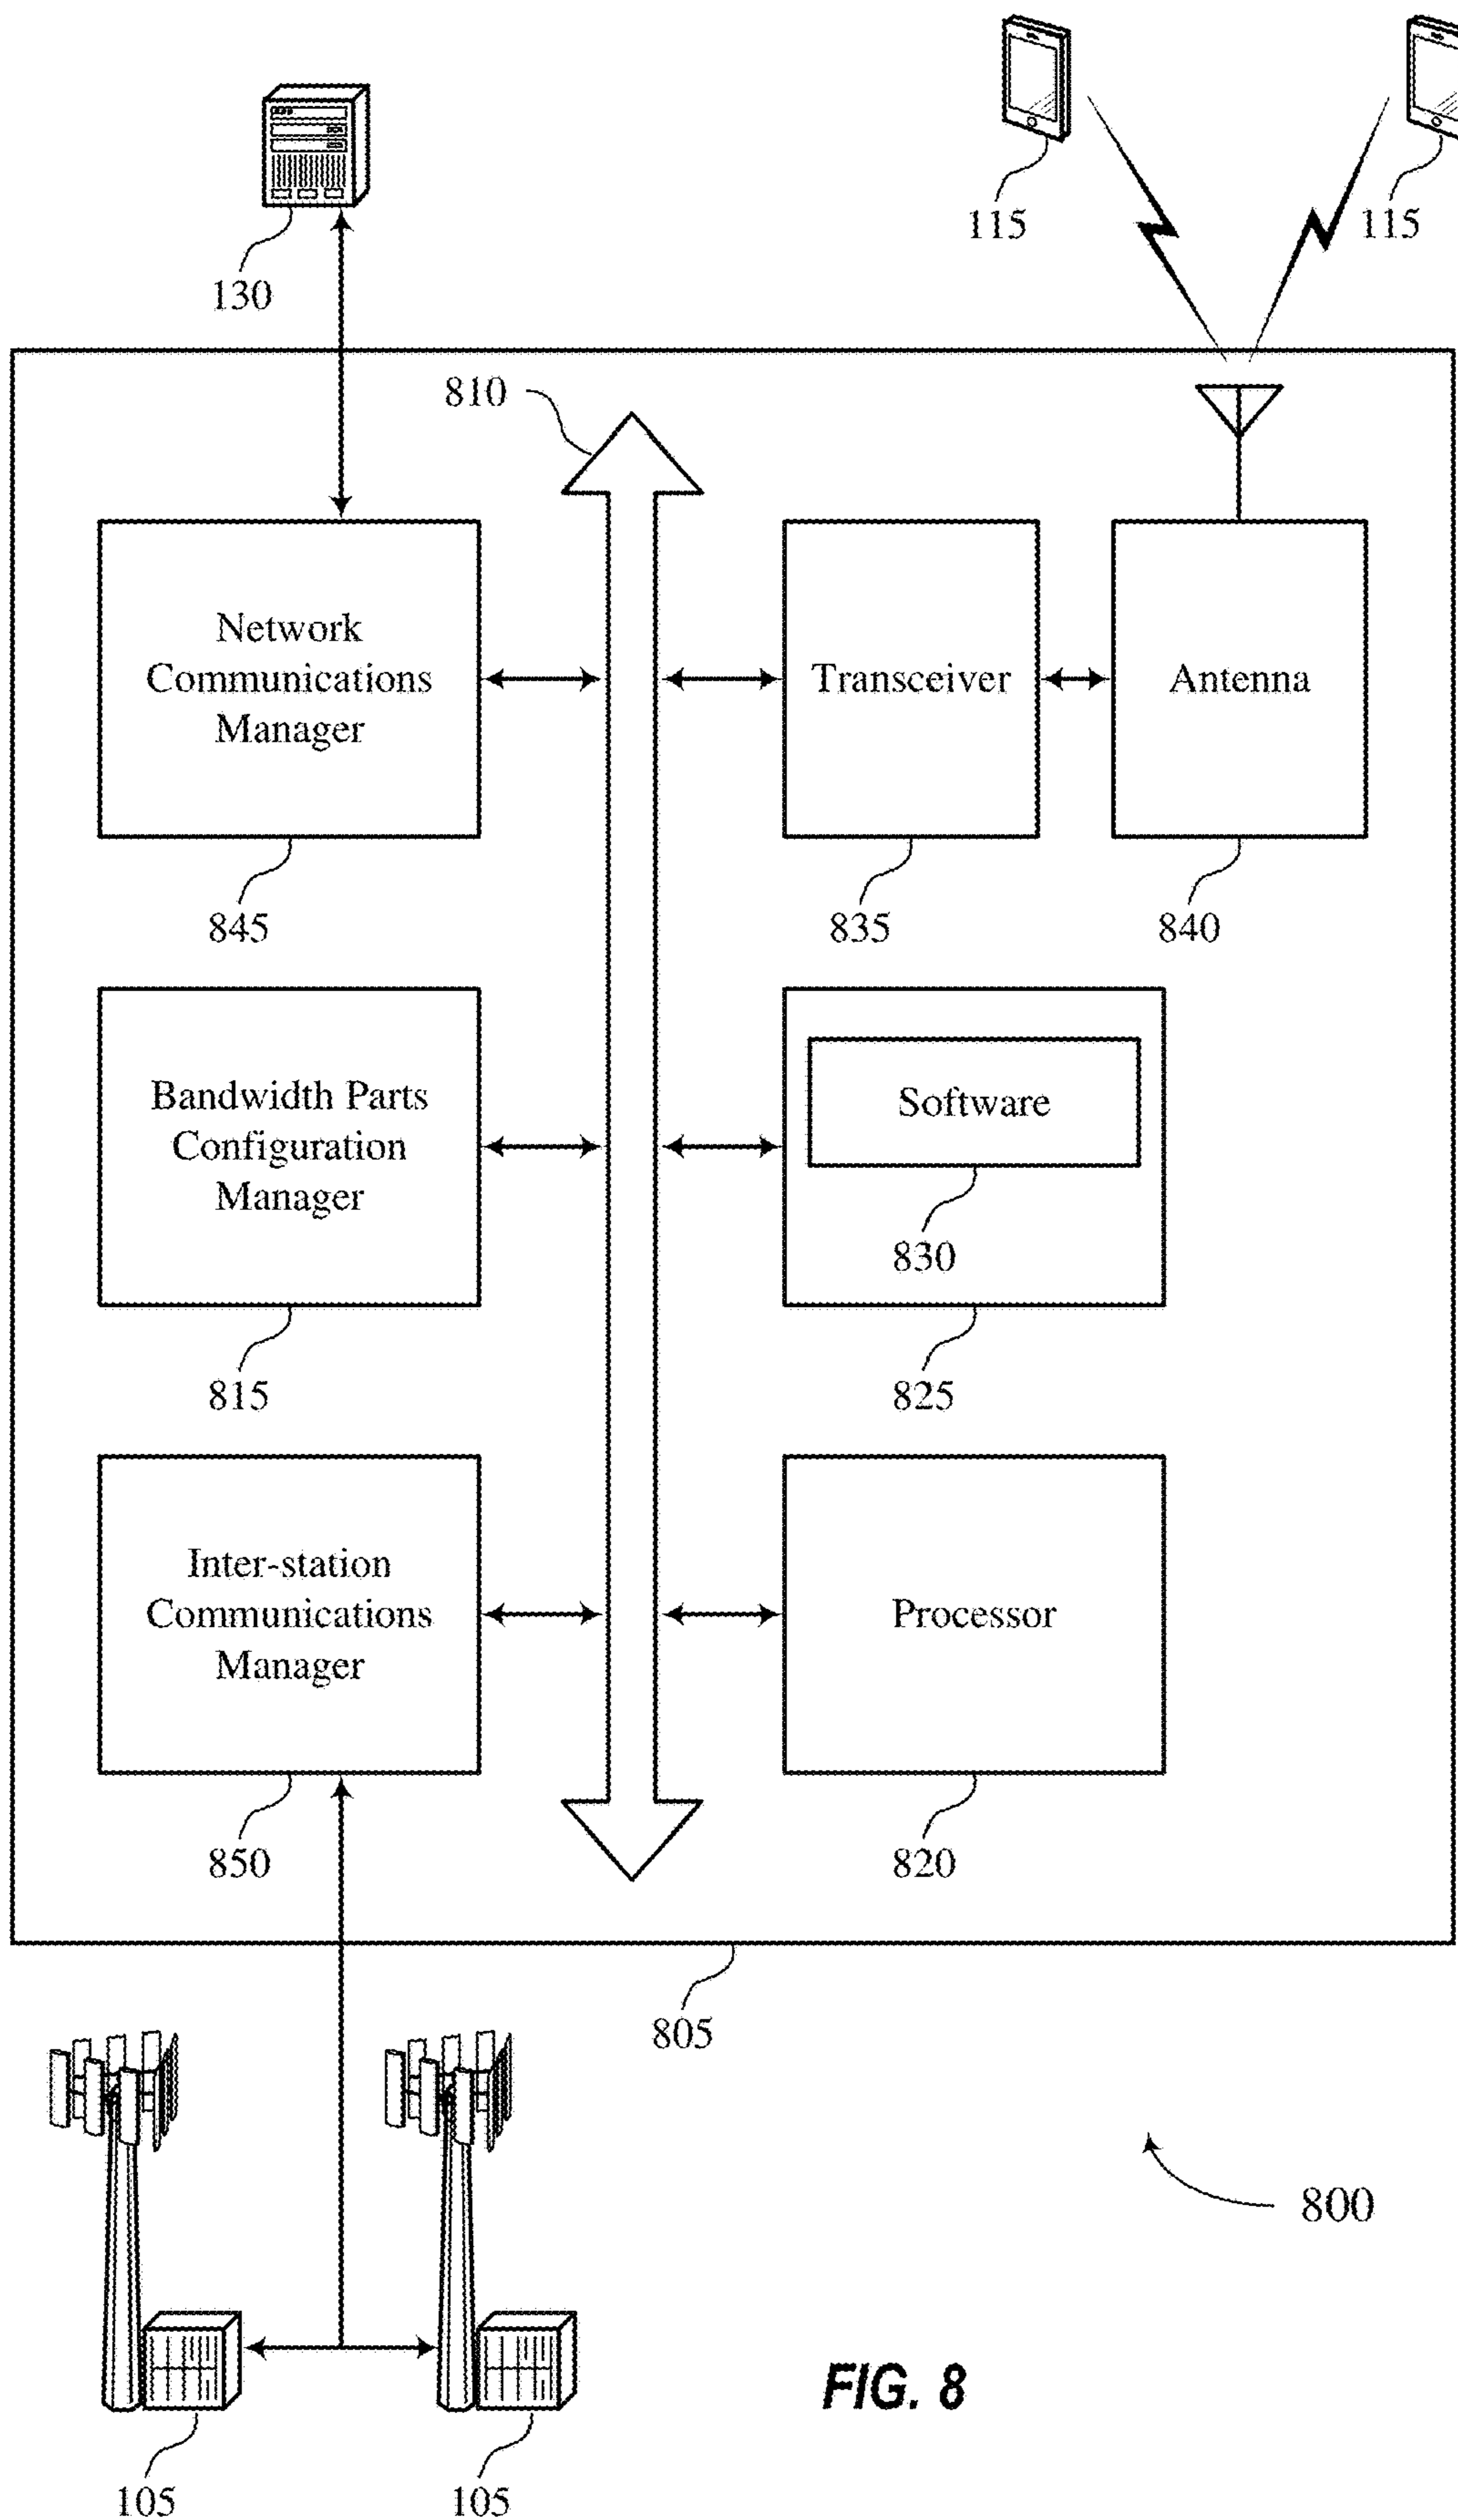 115
115
130
810
Network
Communications
Manager
Transceiver
Antenna
845
835
840
Bandwidth Parts
Configuration
Manager
Software
830
815
825
Inter-station
Communications
Manager
Processor
850
820
805
800
FIG. 8
105
105